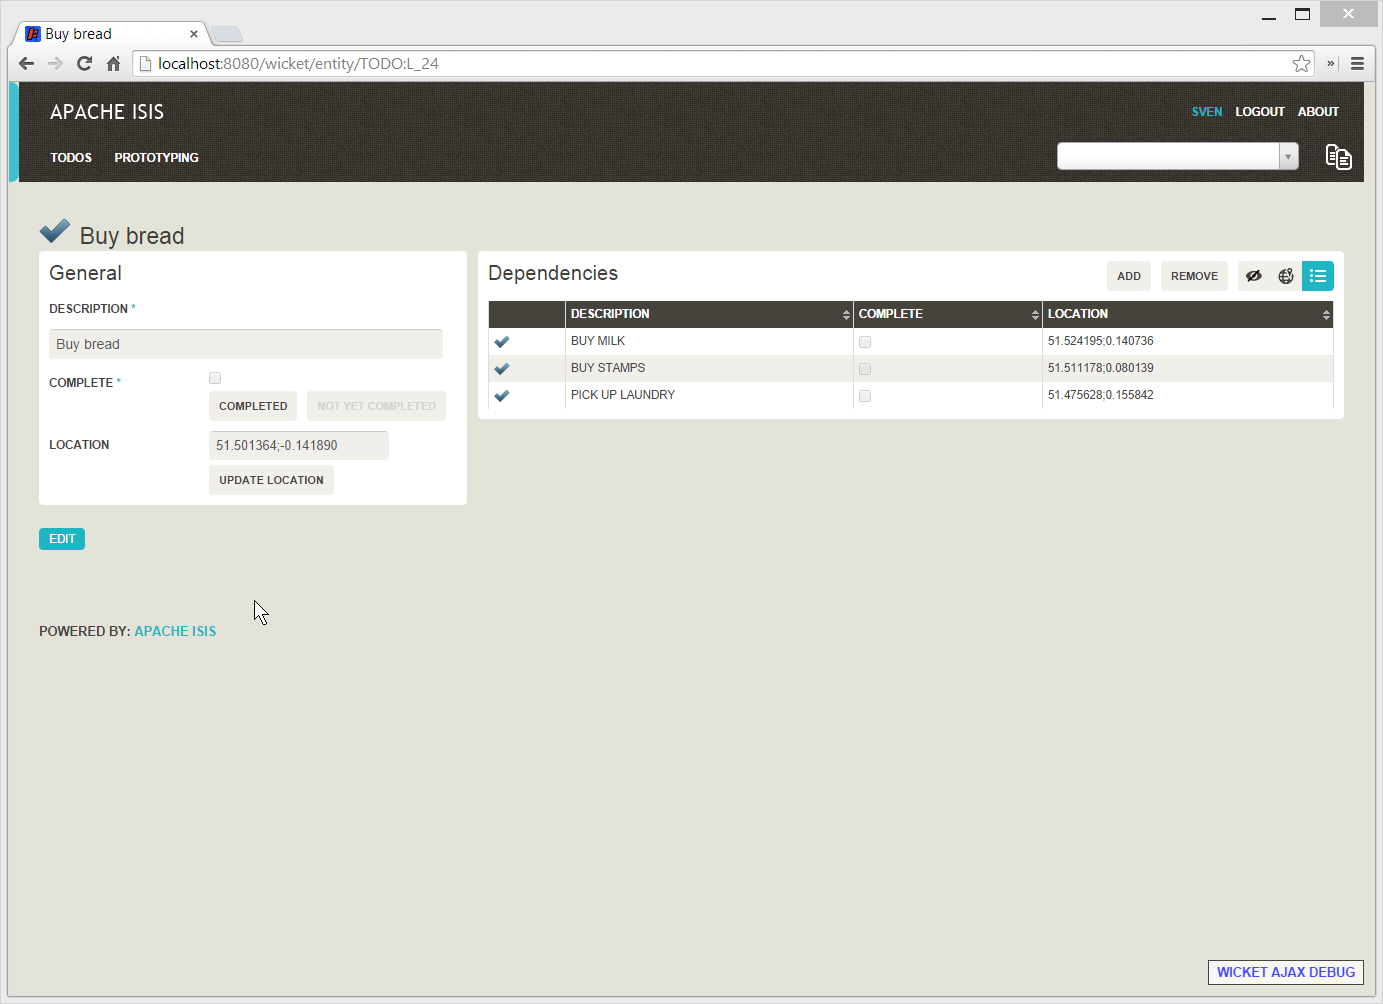 Buy bread
localhost:8080/wicket/entity/TODO:L_24
»
APACHE ISIS
SVEN LOGOUT ABOUT
TODOS PROTOTYPING
Buy bread
General
DESCRIPTION *
Buy bread
COMPLETE *
COMPLETED NOT YET COMPLETED
LOCATION
51.501364;-0.141890
UPDATE LOCATION
EDIT
Dependencies
ADD REMOVE
DESCRIPTION COMPLETE LOCATION
BUY MILK 51.524195;0.140736
BUY STAMPS 51.511178;0.080139
PICK UP LAUNDRY 51.475628;0.155842
POWERED BY: APACHE ISIS
WICKET AJAX DEBUG